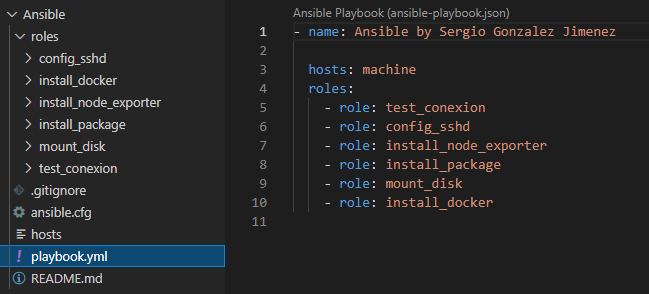 Ansible
roles
config_sshd
install_docker
install_node_exporter
install_package
mount_disk
test_conexion
.gitignore
ansible.cfg
hosts
! playbook.yml
README.md
Ansible Playbook (ansible-playbook.json)
1 - name: Ansible by Sergio Gonzalez Jimenez
2
3 hosts: machine
4 roles:
5 - role: test_conexion
6 - role: config_sshd
7 - role: install_node_exporter
8 - role: install_package
9 - role: mount_disk
10 - role: install_docker
11